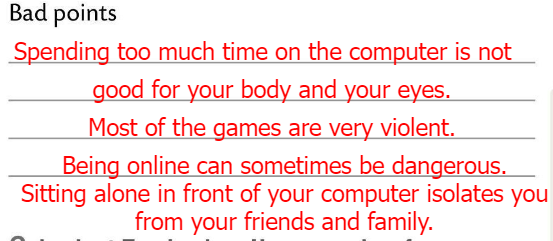 Bad points
Spending too much time on the computer is not
good for your body and your eyes.
Most of the games are very violent.
Being online can sometimes be dangerous.
Sitting alone in front of your computer isolates you
from your friends and family.